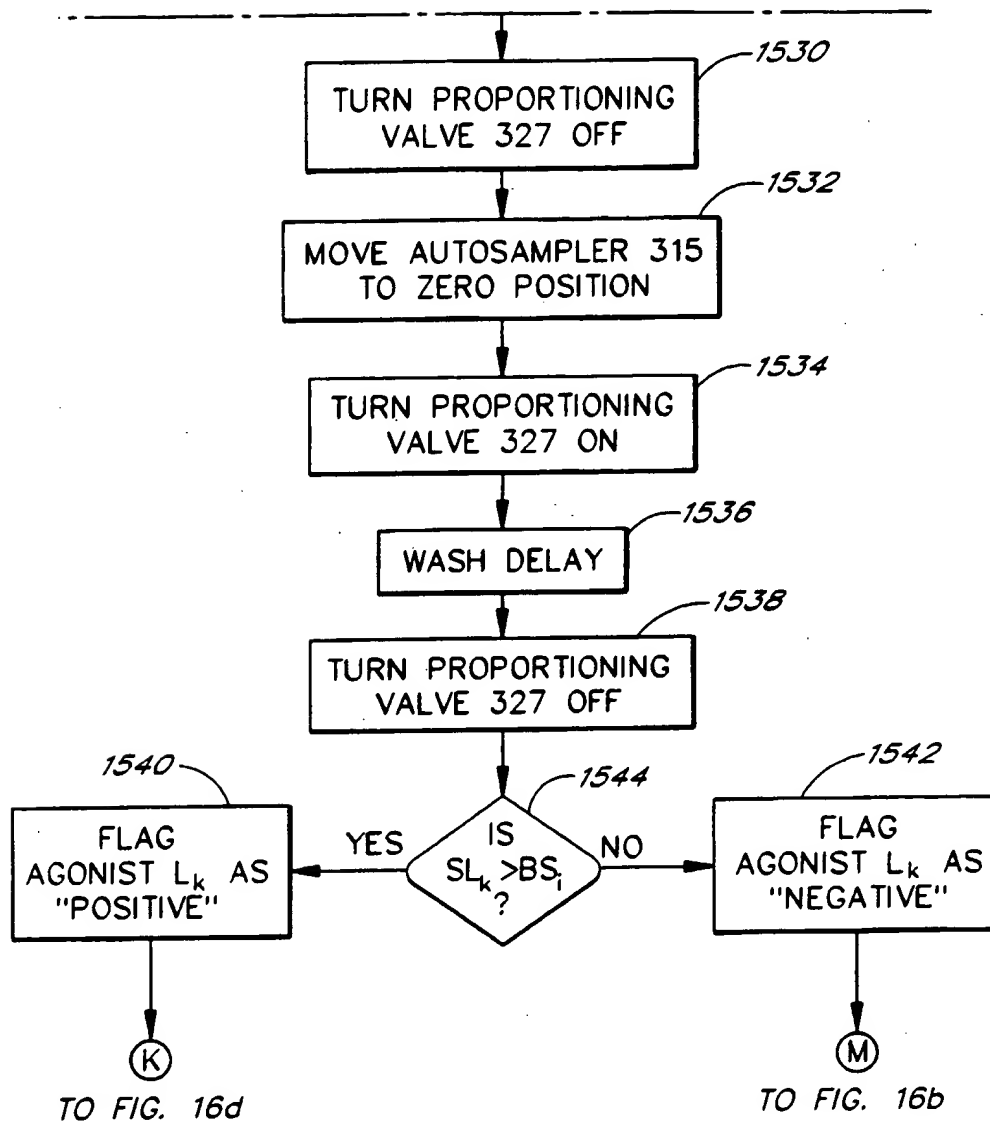 1530
TURN PROPORTIONING
VALVE 327 OFF
1532
MOVE AUTOSAMPLER 315
TO ZERO POSITION
1534
TURN PROPORTIONING
VALVE 327 ON
1536
WASH DELAY
1538
TURN PROPORTIONING
VALVE 327 OFF
1540
FLAG
AGONIST Lk AS
"POSITIVE"
YES
1544
IS
SLk >BSi
?
NO
1542
FLAG
AGONIST Lk AS
"NEGATIVE"
K
TO FIG. 16d
M
TO FIG. 16b